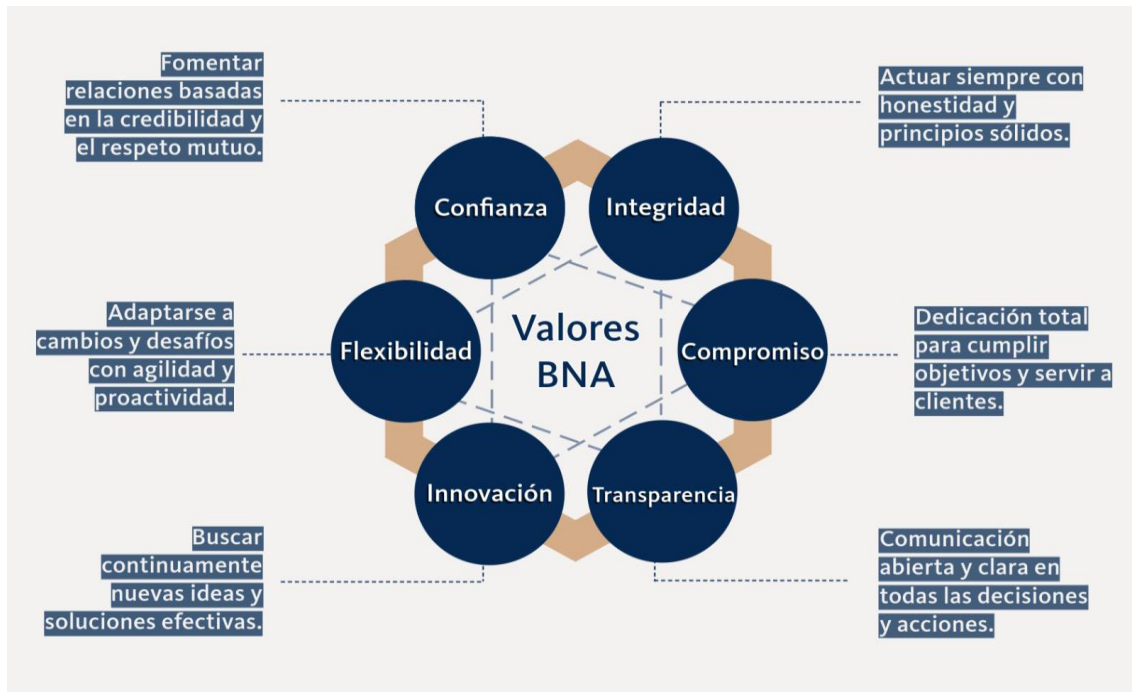 Fomentar
relaciones basadas
en la credibilidad y
el respeto mutuo.
Actuar siempre con
honestidad y
principios sólidos.
Confianza
Integridad
Adaptarse a
cambios y desafíos
con agilidad y
proactividad.
Flexibilidad
Valores
BNA
Compromiso
Dedicación total
para cumplir
objetivos y servir a
clientes.
Innovación
Transparencia
Buscar
continuamente
nuevas ideas y
soluciones efectivas.
Comunicación
abierta y clara en
todas las decisiones
y acciones.